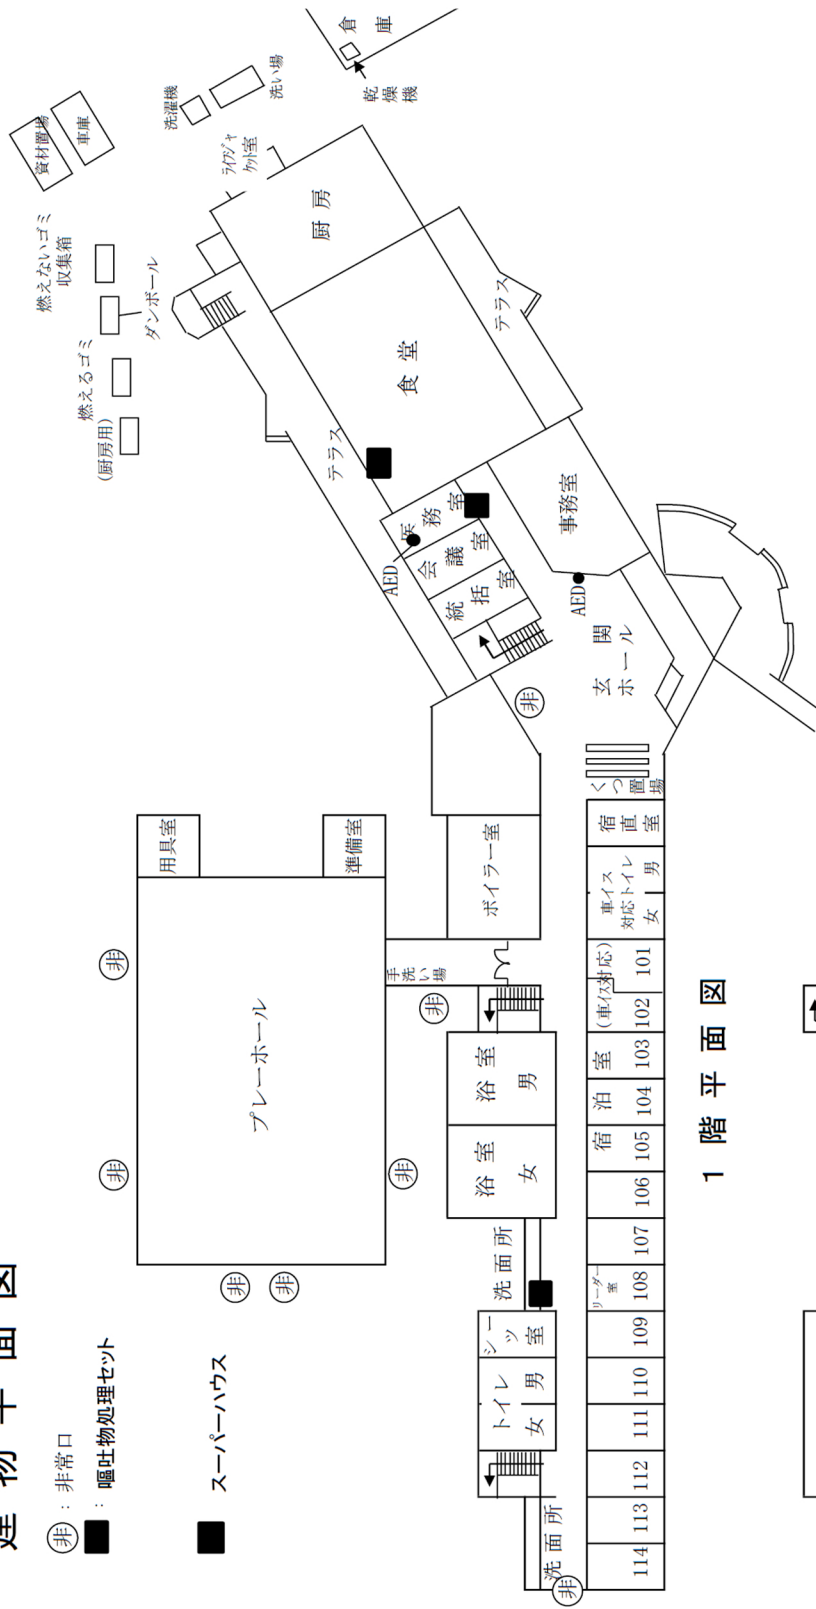 建物平面図
非：非常口
：嘔吐物処理セット
スーパーハウス
非
非
非
非
非
非
非
非
プレーホール
用具室
準備室
手洗い場
ボイラー室
浴室
男
浴室
女
洗面所
シーツ室
トイレ
男
女
洗面所
114
113
112
111
110
109
108
リーダー室
107
106
105
104
103
102
101
宿泊室
(車イス対応)
車イス
対応トイレ
女
男
宿直室
くつ置場
玄関
ホール
AED
事務室
AED
統括室
会議室
医務室
テラス
食堂
テラス
厨房
ライフジャ
ケット室
(厨房用)
燃えるゴミ
ダンボール
燃えないゴミ
収集箱
資材置場
車庫
洗濯機
洗い場
乾燥機
倉庫
1階平面図